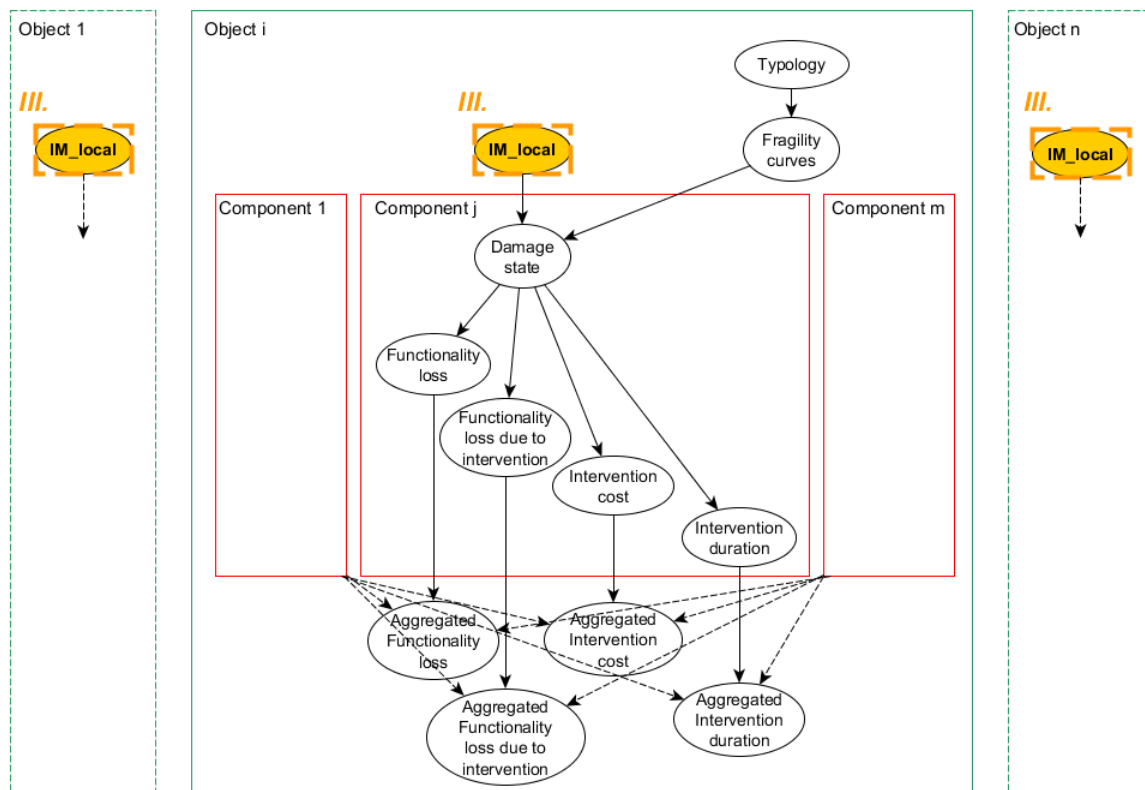 Object 1
Object i
Object n
Typology
III.
III.
III.
IM_local
IM_local
IM_local
Fragility
curves
Component 1
Component j
Component m
Damage
state
Functionality
loss
Functionality
loss due to
intervention
Intervention
cost
Intervention
duration
Aggregated
Functionality
loss
Aggregated
Intervention
cost
Aggregated
Functionality
loss due to
intervention
Aggregated
Intervention
duration